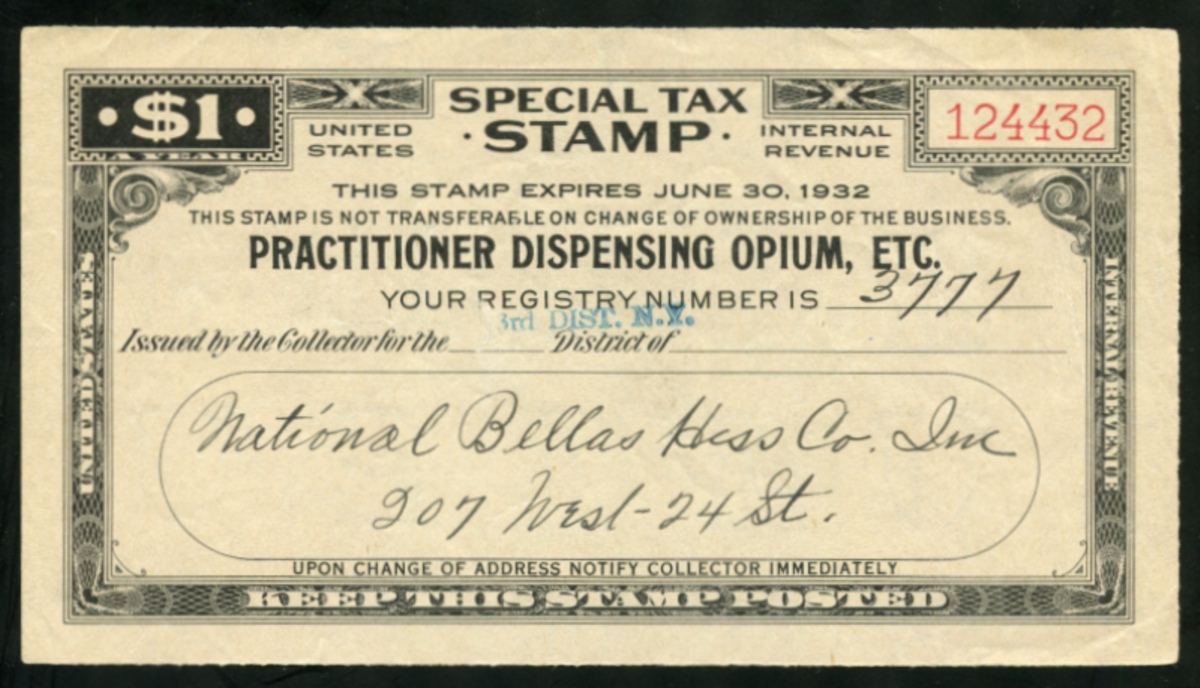 · $1 ·
A YEAR
UNITED STATES
SPECIAL TAX
· STAMP ·
INTERNAL REVENUE
124432
THIS STAMP EXPIRES JUNE 30, 1932
THIS STAMP IS NOT TRANSFERABLE ON CHANGE OF OWNERSHIP OF THE BUSINESS.
PRACTITIONER DISPENSING OPIUM, ETC.
YOUR REGISTRY NUMBER IS 3777
3rd DIST. N.Y.
Issued by the Collector for the District of
National Bellas Hess Co. Inc
207 West-24 St.
UPON CHANGE OF ADDRESS NOTIFY COLLECTOR IMMEDIATELY
KEEP THIS STAMP POSTED
UNITED STATES
INTERNAL REVENUE